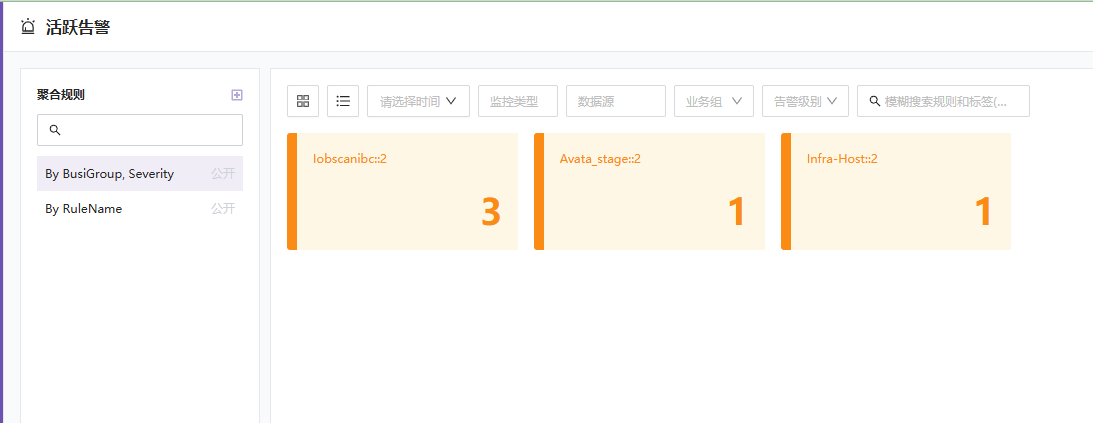 活跃告警
聚合规则
By BusiGroup, Severity 公开
By RuleName 公开
请选择时间 监控类型 数据源 业务组 告警级别 模糊搜索规则和标签(...
Iobscanibc::2
3
Avata_stage::2
1
Infra-Host::2
1